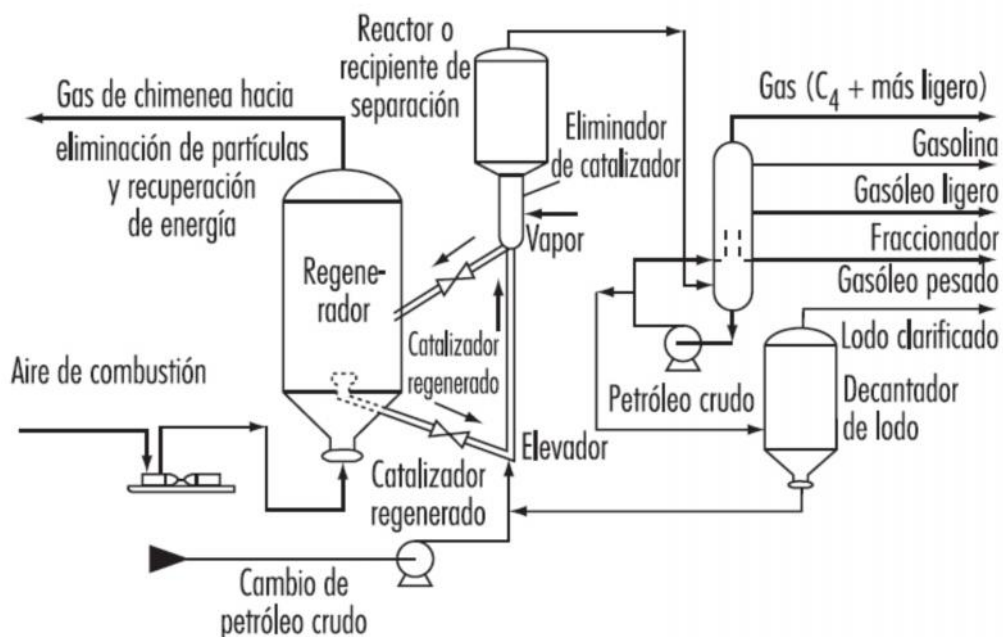 Reactor o
recipiente de
separación
Gas de chimenea hacia
eliminación de partículas
y recuperación
de energía
Eliminador
de catalizador
Vapor
Gas (C₄ + más ligero)
Gasolina
Gasóleo ligero
Fraccionador
Gasóleo pesado
Lodo clarificado
Regene-
rador
Catalizador
regenerado
Aire de combustión
Petróleo crudo
Decantador
de lodo
Elevador
Catalizador
regenerado
Cambio de
petróleo crudo